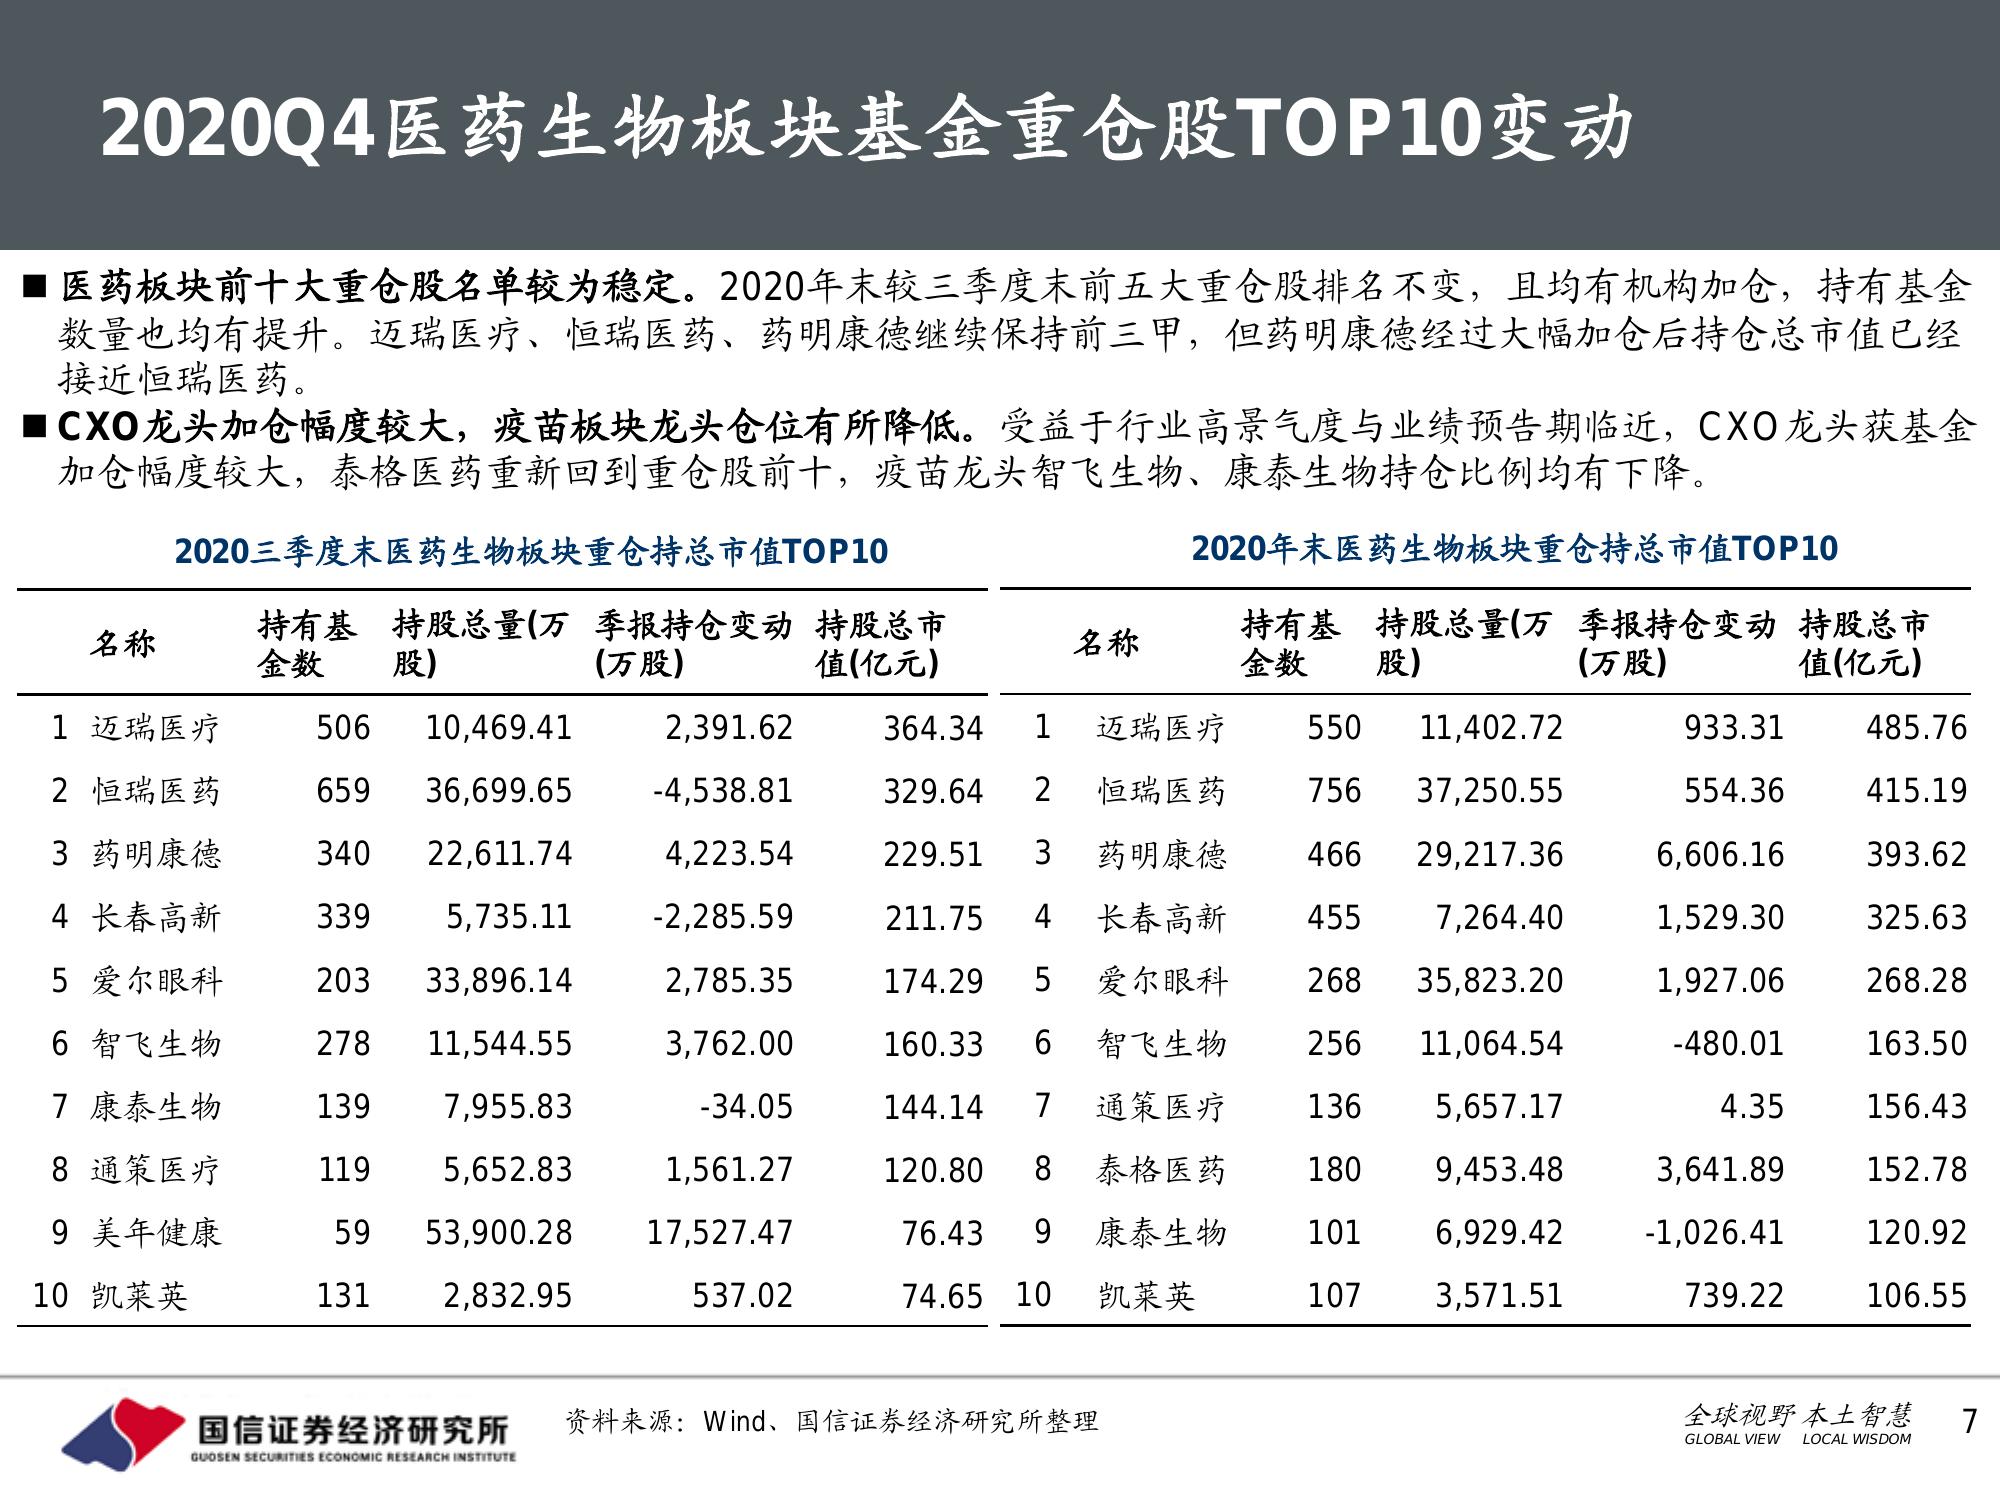 2020Q4医药生物板块基金重仓股TOP10变动
■ 医药板块前十大重仓股名单较为稳定。2020年末较三季度末前五大重仓股排名不变，且均有机构加仓，持有基金
数量也均有提升。迈瑞医疗、恒瑞医药、药明康德继续保持前三甲，但药明康德经过大幅加仓后持仓总市值已经
接近恒瑞医药。
■ CXO龙头加仓幅度较大，疫苗板块龙头仓位有所降低。受益于行业高景气度与业绩预告期临近，CXO龙头获基金
加仓幅度较大，泰格医药重新回到重仓股前十，疫苗龙头智飞生物、康泰生物持仓比例均有下降。
2020三季度末医药生物板块重仓持总市值TOP10
名称 持有基金数 持股总量(万股) 季报持仓变动(万股) 持股总市值(亿元)
1 迈瑞医疗 506 10,469.41 2,391.62 364.34
2 恒瑞医药 659 36,699.65 -4,538.81 329.64
3 药明康德 340 22,611.74 4,223.54 229.51
4 长春高新 339 5,735.11 -2,285.59 211.75
5 爱尔眼科 203 33,896.14 2,785.35 174.29
6 智飞生物 278 11,544.55 3,762.00 160.33
7 康泰生物 139 7,955.83 -34.05 144.14
8 通策医疗 119 5,652.83 1,561.27 120.80
9 美年健康 59 53,900.28 17,527.47 76.43
10 凯莱英 131 2,832.95 537.02 74.65
2020年末医药生物板块重仓持总市值TOP10
名称 持有基金数 持股总量(万股) 季报持仓变动(万股) 持股总市值(亿元)
1 迈瑞医疗 550 11,402.72 933.31 485.76
2 恒瑞医药 756 37,250.55 554.36 415.19
3 药明康德 466 29,217.36 6,606.16 393.62
4 长春高新 455 7,264.40 1,529.30 325.63
5 爱尔眼科 268 35,823.20 1,927.06 268.28
6 智飞生物 256 11,064.54 -480.01 163.50
7 通策医疗 136 5,657.17 4.35 156.43
8 泰格医药 180 9,453.48 3,641.89 152.78
9 康泰生物 101 6,929.42 -1,026.41 120.92
10 凯莱英 107 3,571.51 739.22 106.55
国信证券经济研究所
GUOSEN SECURITIES ECONOMIC RESEARCH INSTITUTE
资料来源：Wind、国信证券经济研究所整理
全球视野 本土智慧
GLOBAL VIEW LOCAL WISDOM
7